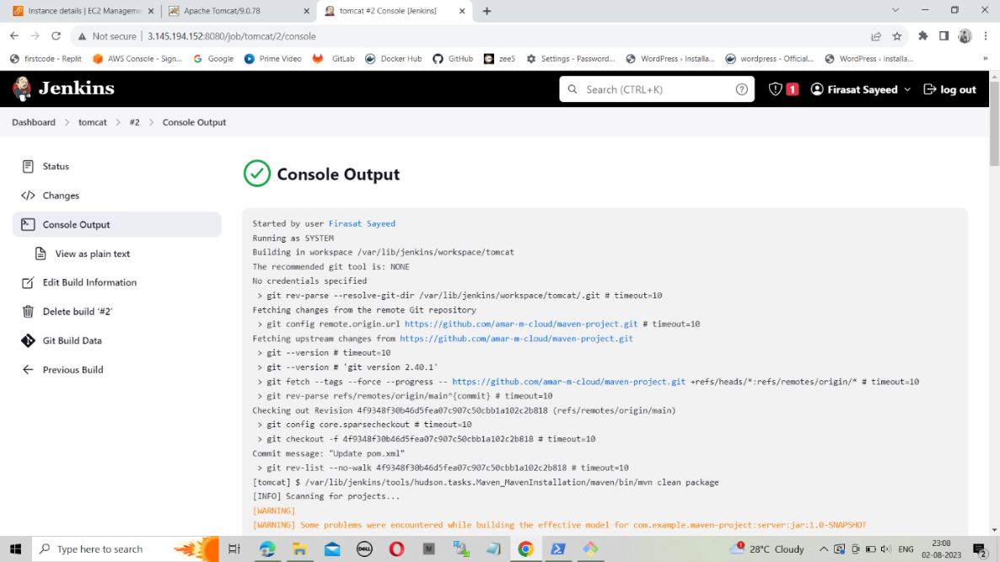 Instance details | EC2 Manageme
Apache Tomcat/9.0.78
tomcat #2 Console [Jenkins]
Not secure
3.145.194.152:8080/job/tomcat/2/console
firstcode - Replit
AWS Console - Sign...
Google
Prime Video
GitLab
Docker Hub
GitHub
zee5
Settings - Password...
WordPress › Installa...
wordpress - Official...
WordPress › Installa...
»
Jenkins
Search (CTRL+K)
1
Firasat Sayeed
log out
Dashboard
tomcat
#2
Console Output
Status
Changes
Console Output
View as plain text
Edit Build Information
Delete build ‘#2’
Git Build Data
Previous Build
Console Output
Started by user Firasat Sayeed
Running as SYSTEM
Building in workspace /var/lib/jenkins/workspace/tomcat
The recommended git tool is: NONE
No credentials specified
> git rev-parse --resolve-git-dir /var/lib/jenkins/workspace/tomcat/.git # timeout=10
Fetching changes from the remote Git repository
> git config remote.origin.url https://github.com/amar-m-cloud/maven-project.git # timeout=10
Fetching upstream changes from https://github.com/amar-m-cloud/maven-project.git
> git --version # timeout=10
> git --version # 'git version 2.40.1'
> git fetch --tags --force --progress -- https://github.com/amar-m-cloud/maven-project.git +refs/heads/*:refs/remotes/origin/* # timeout=10
> git rev-parse refs/remotes/origin/main^{commit} # timeout=10
Checking out Revision 4f9348f30b46d5fea07c907c50cbb1a102c2b818 (refs/remotes/origin/main)
> git config core.sparsecheckout # timeout=10
> git checkout -f 4f9348f30b46d5fea07c907c50cbb1a102c2b818 # timeout=10
Commit message: "Update pom.xml"
> git rev-list --no-walk 4f9348f30b46d5fea07c907c50cbb1a102c2b818 # timeout=10
[tomcat] $ /var/lib/jenkins/tools/hudson.tasks.Maven_MavenInstallation/maven/bin/mvn clean package
[INFO] Scanning for projects...
[WARNING]
[WARNING] Some problems were encountered while building the effective model for com.example.maven-project:server:jar:1.0-SNAPSHOT
Type here to search
DELL
M
28°C Cloudy
ENG
23:08
02-08-2023
2